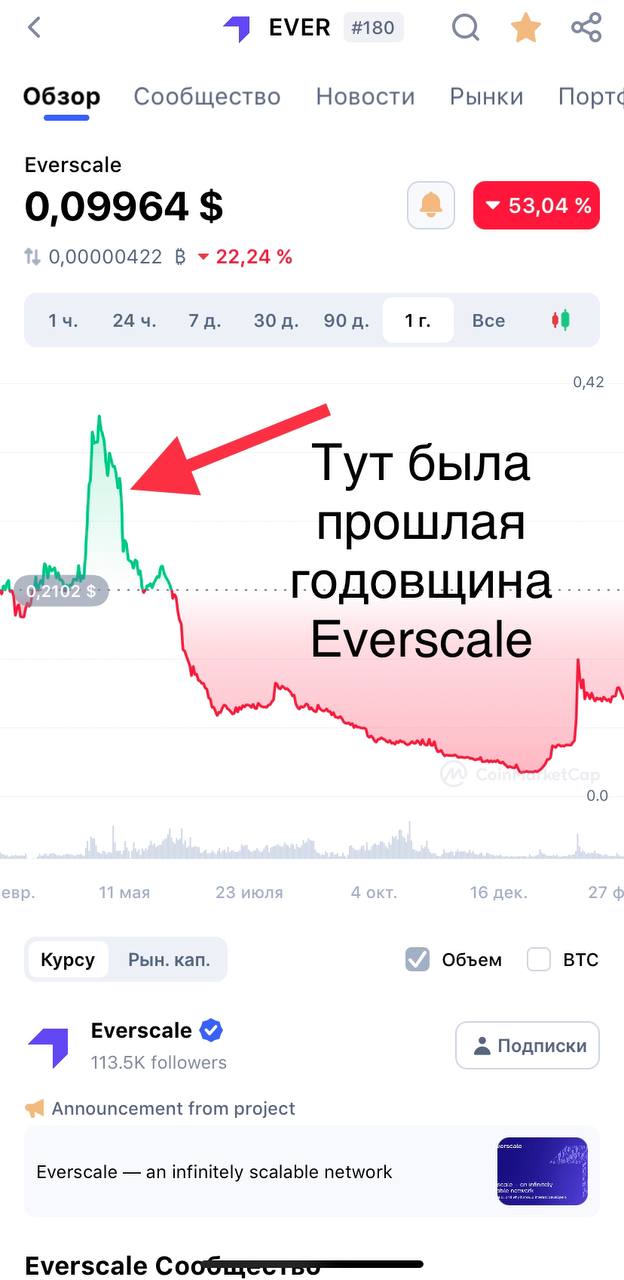 EVER #180
Обзор Сообщество Новости Рынки Портф
Everscale
0,09964 $
53,04 %
0,00000422 ₿ 22,24 %
1 ч. 24 ч. 7 д. 30 д. 90 д. 1 г. Все
0,42
Тут была
прошлая
годовщина
Everscale
0,2102 $
CoinMarketCap
0.0
евр. 11 мая 23 июля 4 окт. 16 дек. 27 ф
Курсу Рын. кап. Объем BTC
Everscale
113.5K followers
Подписки
Announcement from project
Everscale — an infinitely scalable network
Everscale Сообщество